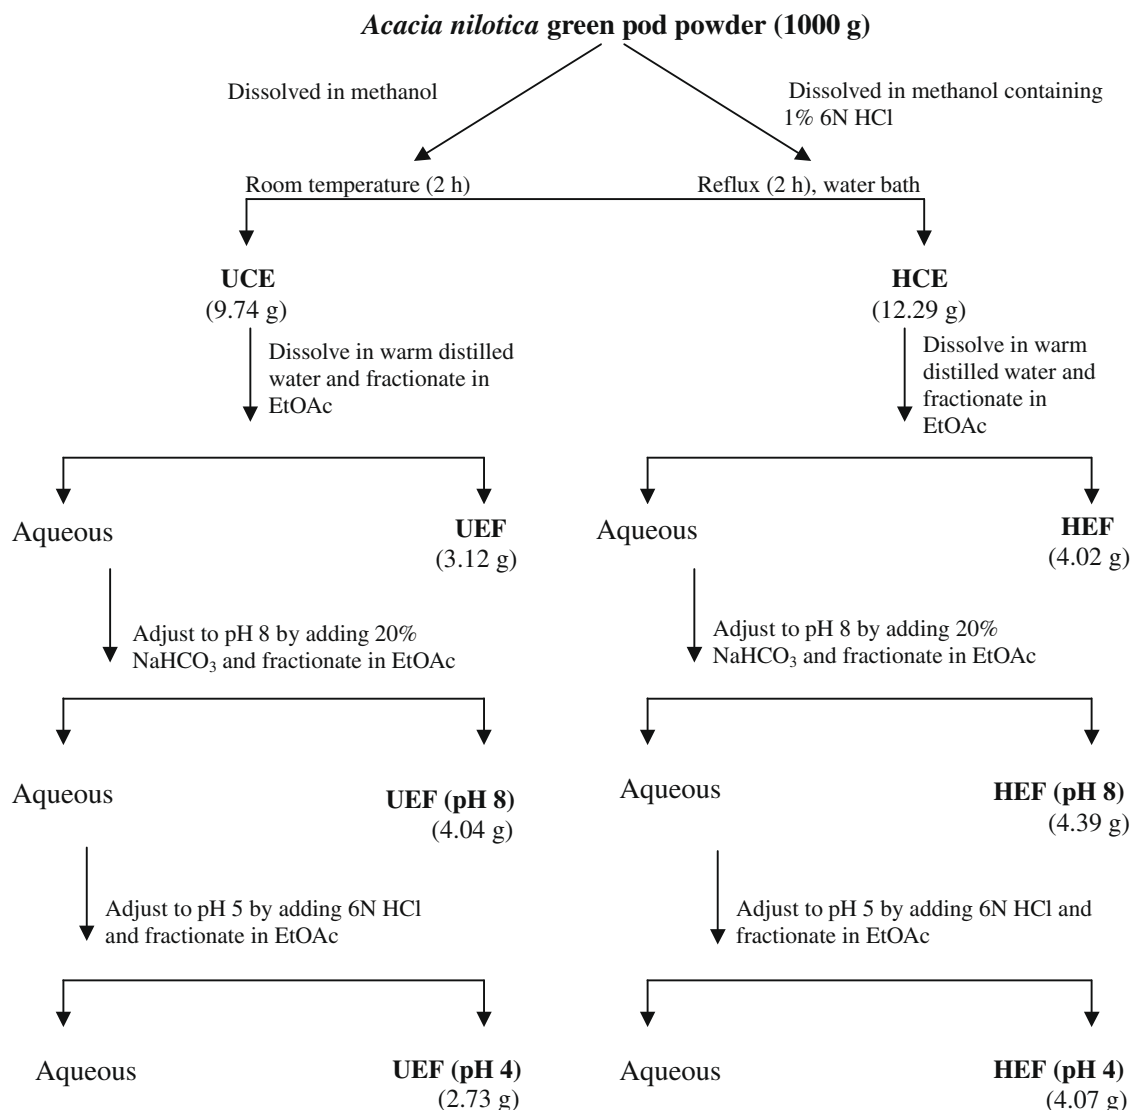 Acacia nilotica green pod powder (1000 g)
Dissolved in methanol
Dissolved in methanol containing
1% 6N HCl
Room temperature (2 h)
Reflux (2 h), water bath
UCE
(9.74 g)
HCE
(12.29 g)
Dissolve in warm distilled
water and fractionate in
EtOAc
Dissolve in warm
distilled water and
fractionate in
EtOAc
Aqueous
UEF
(3.12 g)
Aqueous
HEF
(4.02 g)
Adjust to pH 8 by adding 20%
NaHCO₃ and fractionate in EtOAc
Adjust to pH 8 by adding 20%
NaHCO₃ and fractionate in EtOAc
Aqueous
UEF (pH 8)
(4.04 g)
Aqueous
HEF (pH 8)
(4.39 g)
Adjust to pH 5 by adding 6N HCl
and fractionate in EtOAc
Adjust to pH 5 by adding 6N HCl and
fractionate in EtOAc
Aqueous
UEF (pH 4)
(2.73 g)
Aqueous
HEF (pH 4)
(4.07 g)